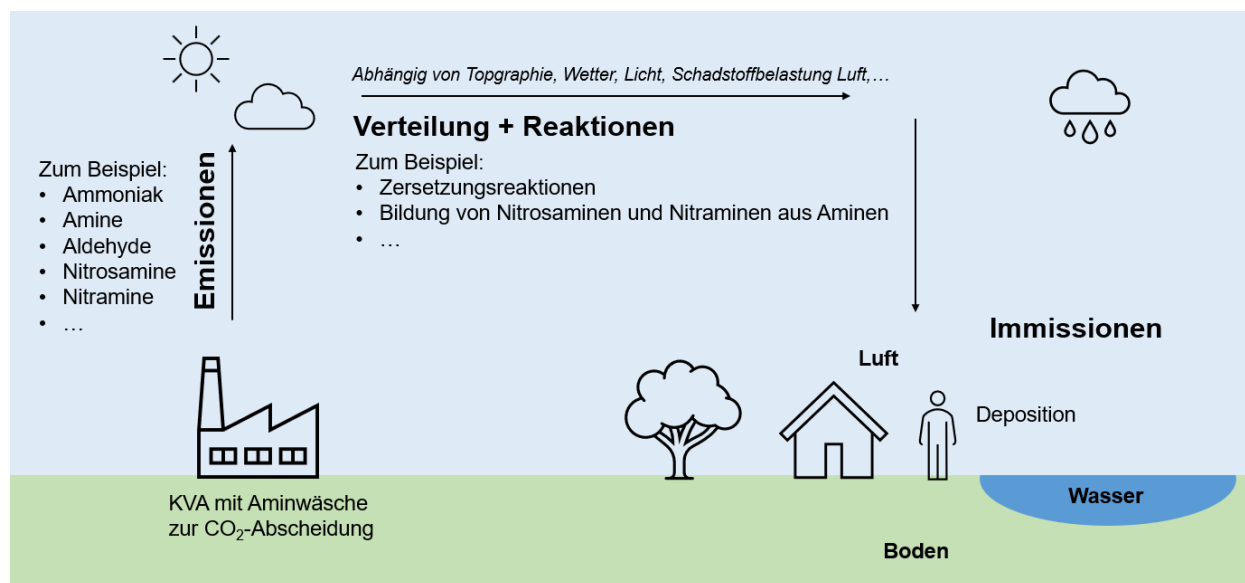 Abhängig von Topographie, Wetter, Licht, Schadstoffbelastung Luft,…
Verteilung + Reaktionen
Zum Beispiel:
• Zersetzungsreaktionen
• Bildung von Nitrosaminen und Nitraminen aus Aminen
• …
Zum Beispiel:
• Ammoniak
• Amine
• Aldehyde
• Nitrosamine
• Nitramine
• …
Emissionen
Immissionen
Luft
Deposition
KVA mit Aminwäsche
zur CO₂-Abscheidung
Wasser
Boden